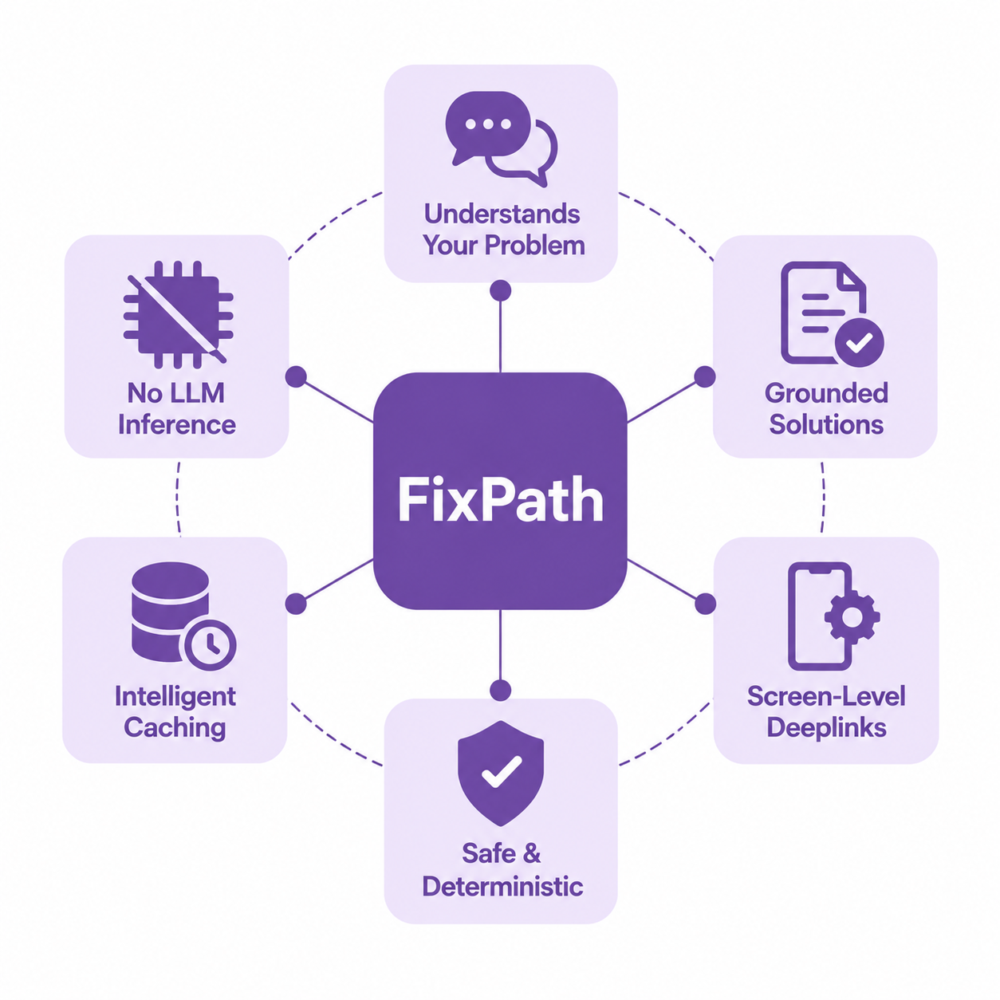 Understands
Your Problem
No LLM
Inference
Grounded
Solutions
FixPath
Intelligent
Caching
Screen-Level
Deeplinks
Safe &
Deterministic